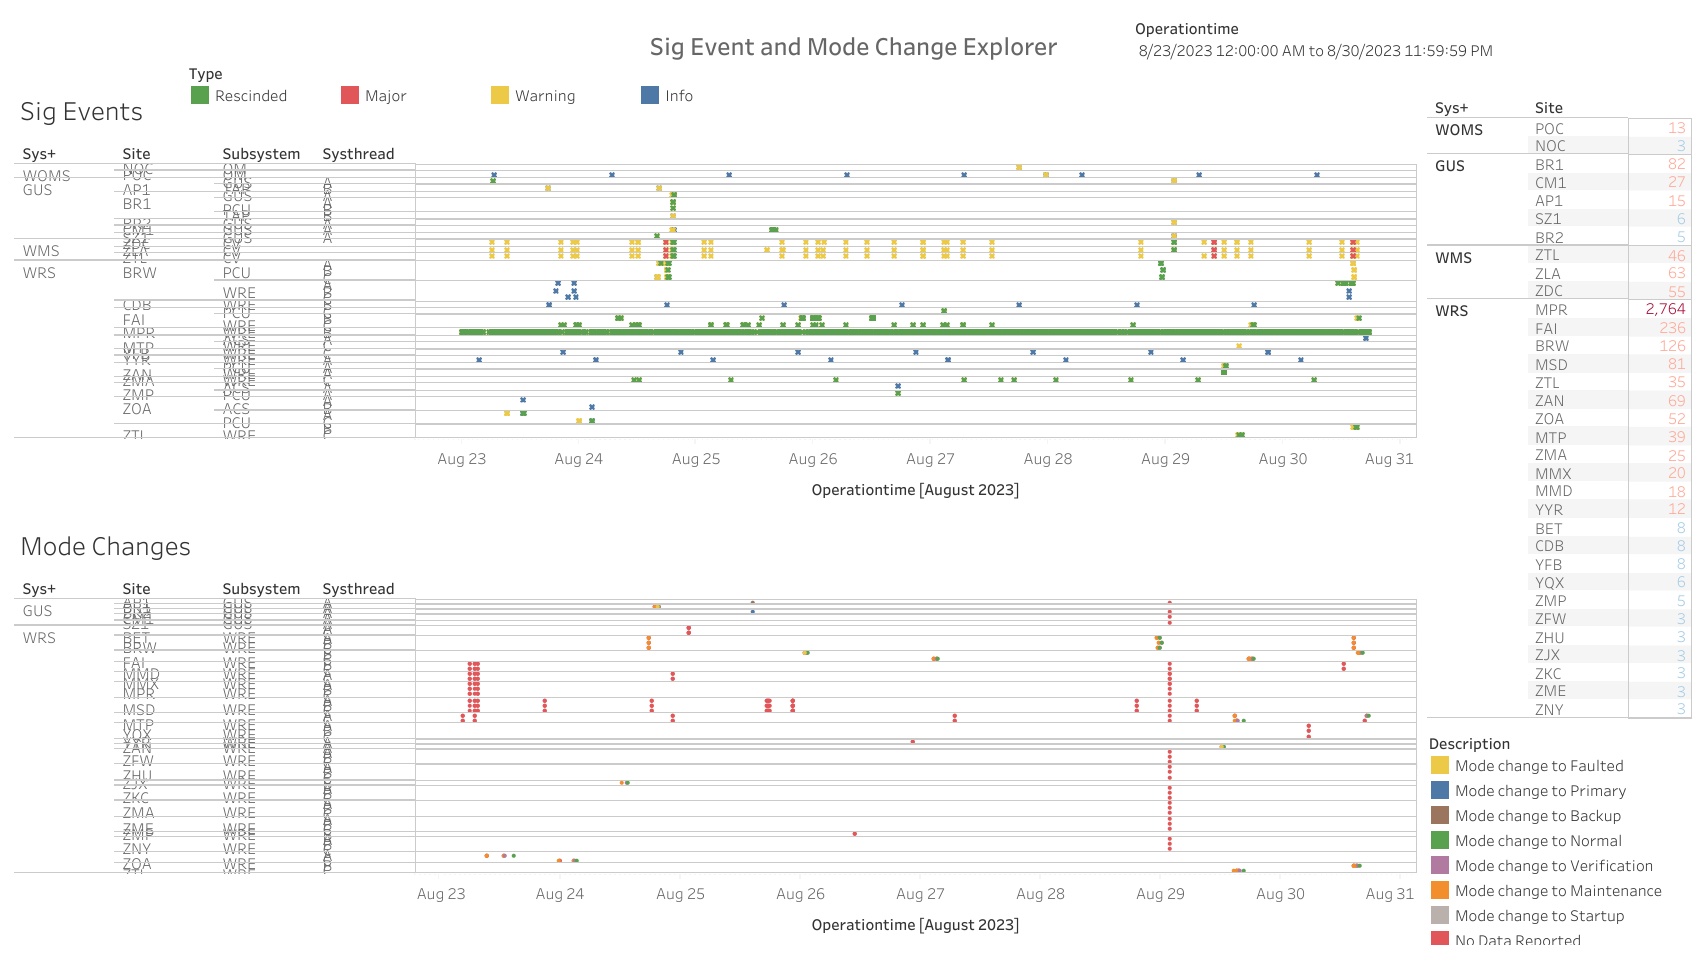 Sig Event and Mode Change Explorer
Operationtime
8/23/2023 12:00:00 AM to 8/30/2023 11:59:59 PM
Type
Rescinded Major Warning Info
Sig Events
Sys+ Site Subsystem Systhread
NOC OM
WOMS POC OM
GUS AP1
BR1 GUS
PCU
BR2 GUS
CM1 GUS A
SZ1 GUS A
WMS ZLA CV
ZTL CV
WRS BRW PCU
WRE
CDB WRE
PCU
FAI WRE
MPR WRE
ACS
MTP WRE C
YYR WRE A
PCU
ZAN WRE
ZMA WRE
ACS
ZMP PCU
ZOA ACS
PCU
ZTL WRE
Aug 23 Aug 24 Aug 25 Aug 26 Aug 27 Aug 28 Aug 29 Aug 30 Aug 31
Operationtime [August 2023]
Mode Changes
Sys+ Site Subsystem Systhread
GUS AP1 GUS A
SZ1 GUS
WRS BET WRE
BRW WRE
FAI WRE
MMD WRE
MMX WRE
MPR WRE
MSD WRE
MTP WRE
YQX WRE
ZAN WRE
ZFW WRE
ZHU WRE
ZJX WRE
ZKC WRE
ZMA WRE
ZME WRE
ZMP WRE
ZNY WRE
ZOA WRE
Aug 23 Aug 24 Aug 25 Aug 26 Aug 27 Aug 28 Aug 29 Aug 30 Aug 31
Operationtime [August 2023]
Sys+ Site
WOMS POC 13
NOC 3
GUS BR1 82
CM1 27
AP1 15
SZ1 6
BR2 5
WMS ZTL 46
ZLA 63
ZDC 55
WRS MPR 2,764
FAI 236
BRW 126
MSD 81
ZTL 35
ZAN 69
ZOA 52
MTP 39
ZMA 25
MMX 20
MMD 18
YYR 12
BET 8
CDB 8
YFB 8
YQX 6
ZMP 5
ZFW 3
ZHU 3
ZJX 3
ZKC 3
ZME 3
ZNY 3
Description
Mode change to Faulted
Mode change to Primary
Mode change to Backup
Mode change to Normal
Mode change to Verification
Mode change to Maintenance
Mode change to Startup
No Data Reported